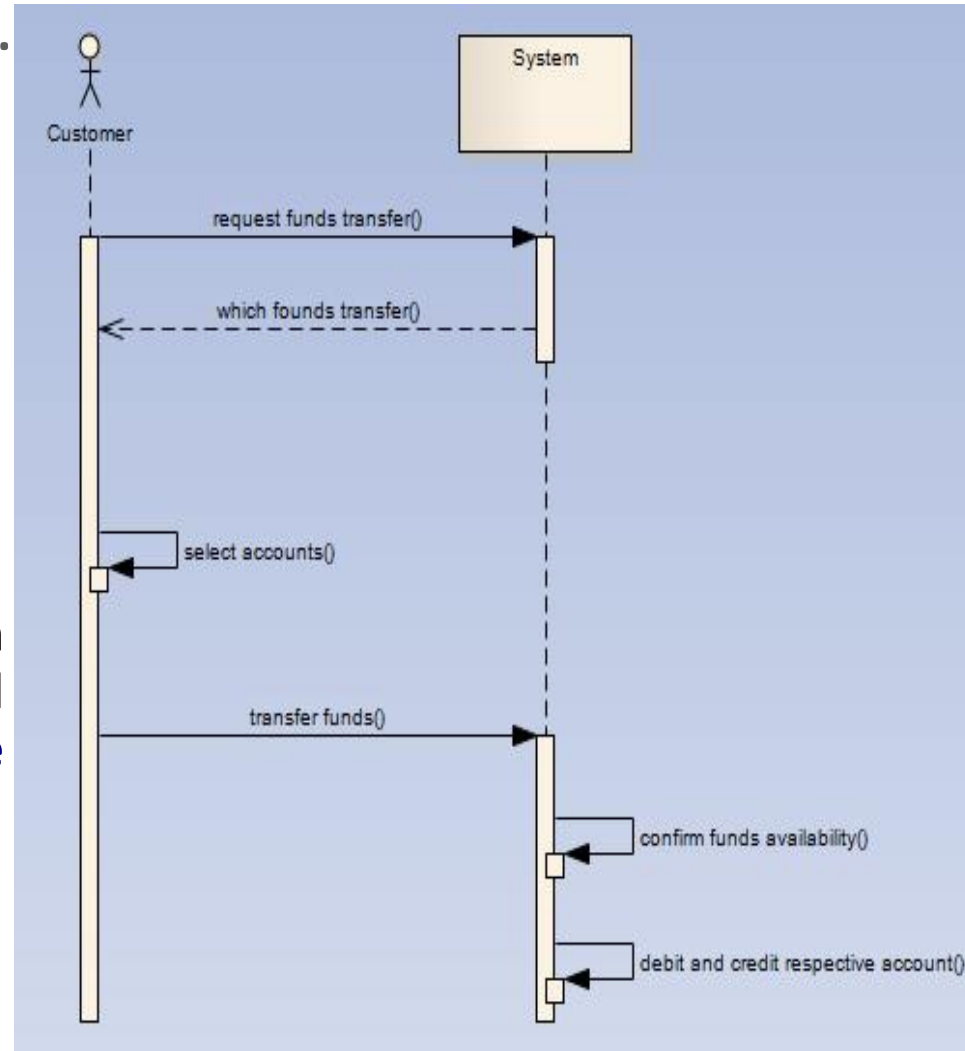 System
Customer
request funds transfer()
which founds transfer()
select accounts()
transfer funds()
confirm funds availability()
debit and credit respective account()